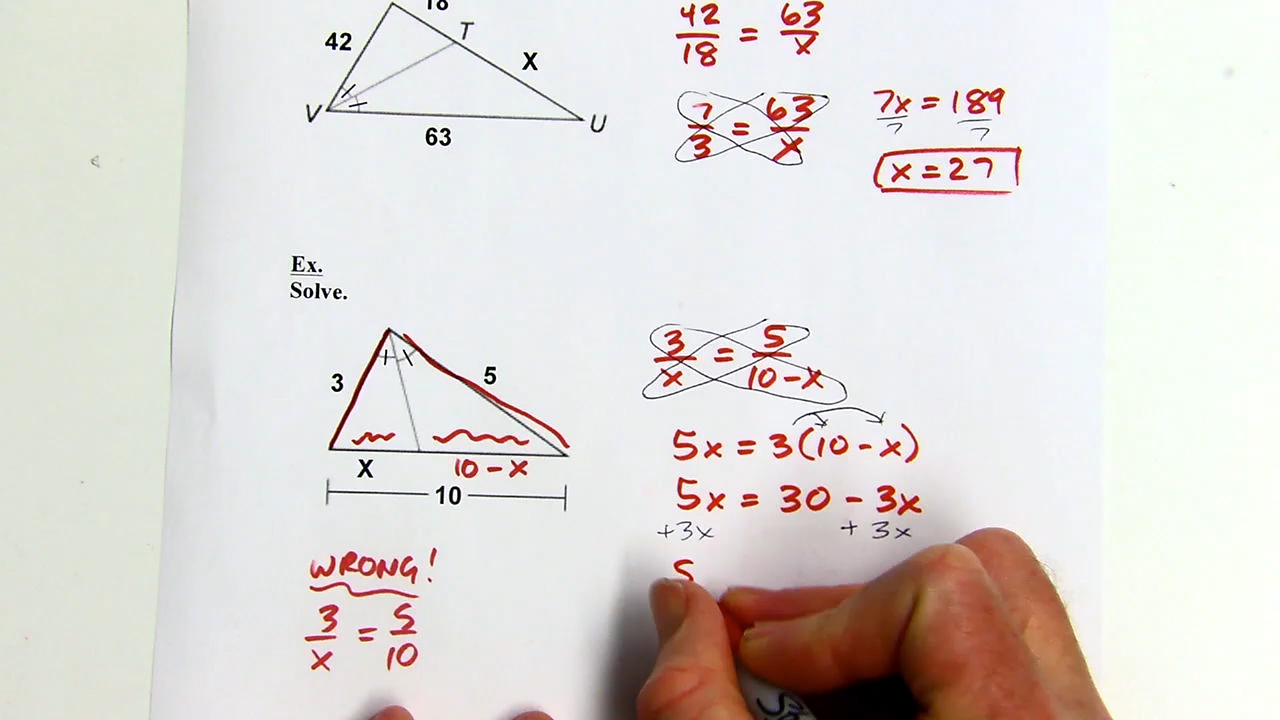 18
42
T
X
V
U
63
42/18 = 63/x
7/3 = 63/x
7x = 189
7 7
x = 27
Ex.
Solve.
3
5
X
10 - x
10
3/x = 5/10 - x
5x = 3(10 - x)
5x = 30 - 3x
+3x + 3x
WRONG!
3/x = 5/10